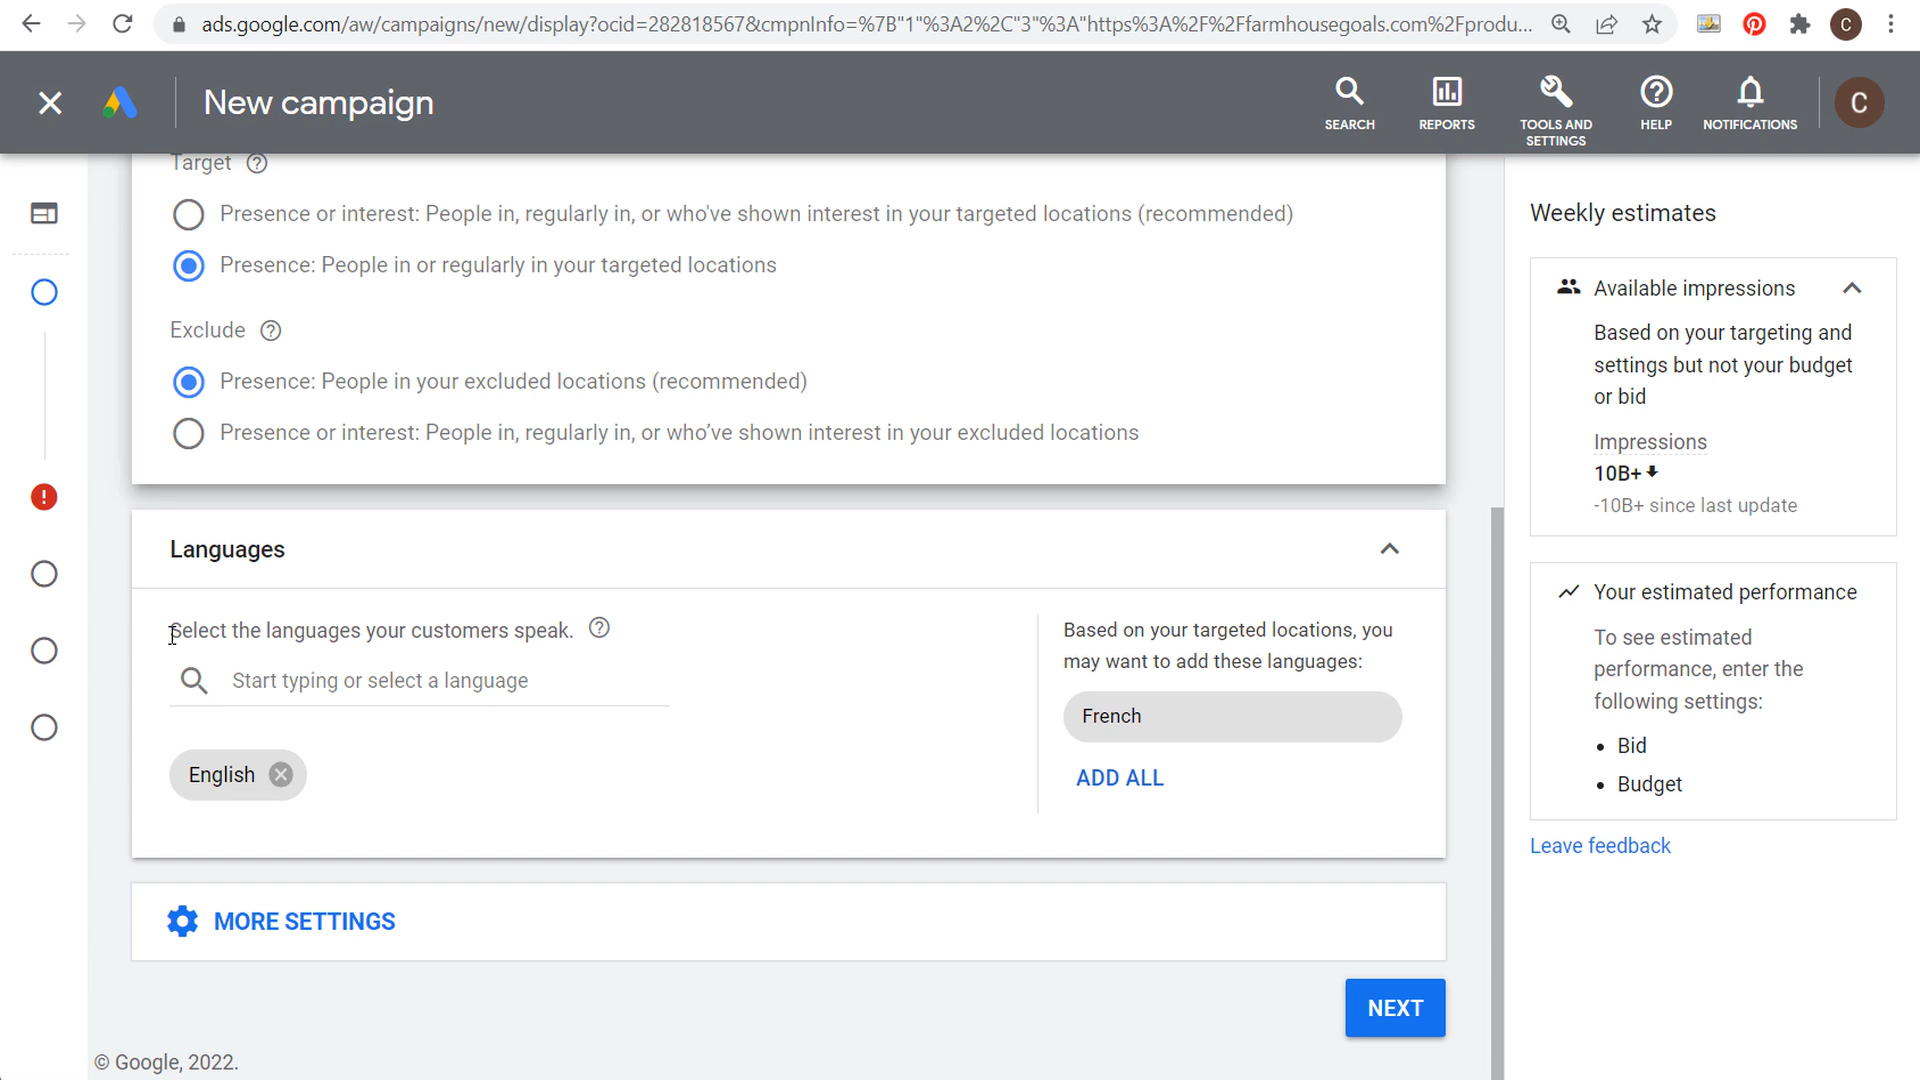 ads.google.com/aw/campaigns/new/display?ocid=282818567&cmpnInfo=%7B"1"%3A2%2C"3"%3A"https%3A%2F%2Ffarmhousegoals.com%2Fprodu...
C
New campaign
SEARCH
REPORTS
TOOLS AND
SETTINGS
HELP
NOTIFICATIONS
C
Target
Presence or interest: People in, regularly in, or who've shown interest in your targeted locations (recommended)
Presence: People in or regularly in your targeted locations
Exclude
Presence: People in your excluded locations (recommended)
Presence or interest: People in, regularly in, or who’ve shown interest in your excluded locations
Languages
Select the languages your customers speak.
Start typing or select a language
English
Based on your targeted locations, you
may want to add these languages:
French
ADD ALL
MORE SETTINGS
NEXT
© Google, 2022.
Weekly estimates
Available impressions
Based on your targeting and
settings but not your budget
or bid
Impressions
10B+
-10B+ since last update
Your estimated performance
To see estimated
performance, enter the
following settings:
• Bid
• Budget
Leave feedback